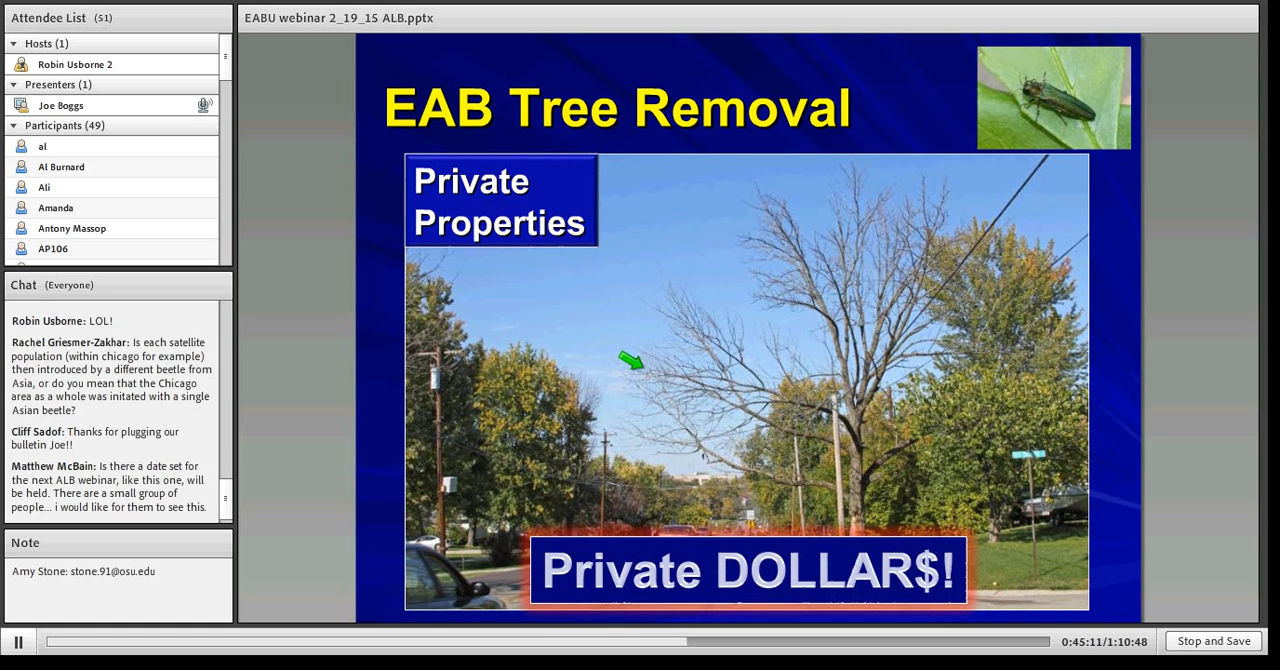 Attendee List (51)
Hosts (1)
Robin Usborne 2
Presenters (1)
Joe Boggs
Participants (49)
al
Al Burnard
Ali
Amanda
Antony Massop
AP106
Chat (Everyone)
Robin Usborne: LOL!
Rachel Griesmer-Zakhar: Is each satellite
population (within chicago for example)
then introduced by a different beetle from
Asia, or do you mean that the Chicago
area as a whole was initated with a single
Asian beetle?
Cliff Sadof: Thanks for plugging our
bulletin Joe!!
Matthew McBain: Is there a date set for
the next ALB webinar, like this one, will
be held. There are a small group of
people... i would like for them to see this.
Note
Amy Stone: stone.91@osu.edu
EABU webinar 2_19_15 ALB.pptx
EAB Tree Removal
Private
Properties
Private DOLLAR$!
0:45:11/1:10:48
Stop and Save